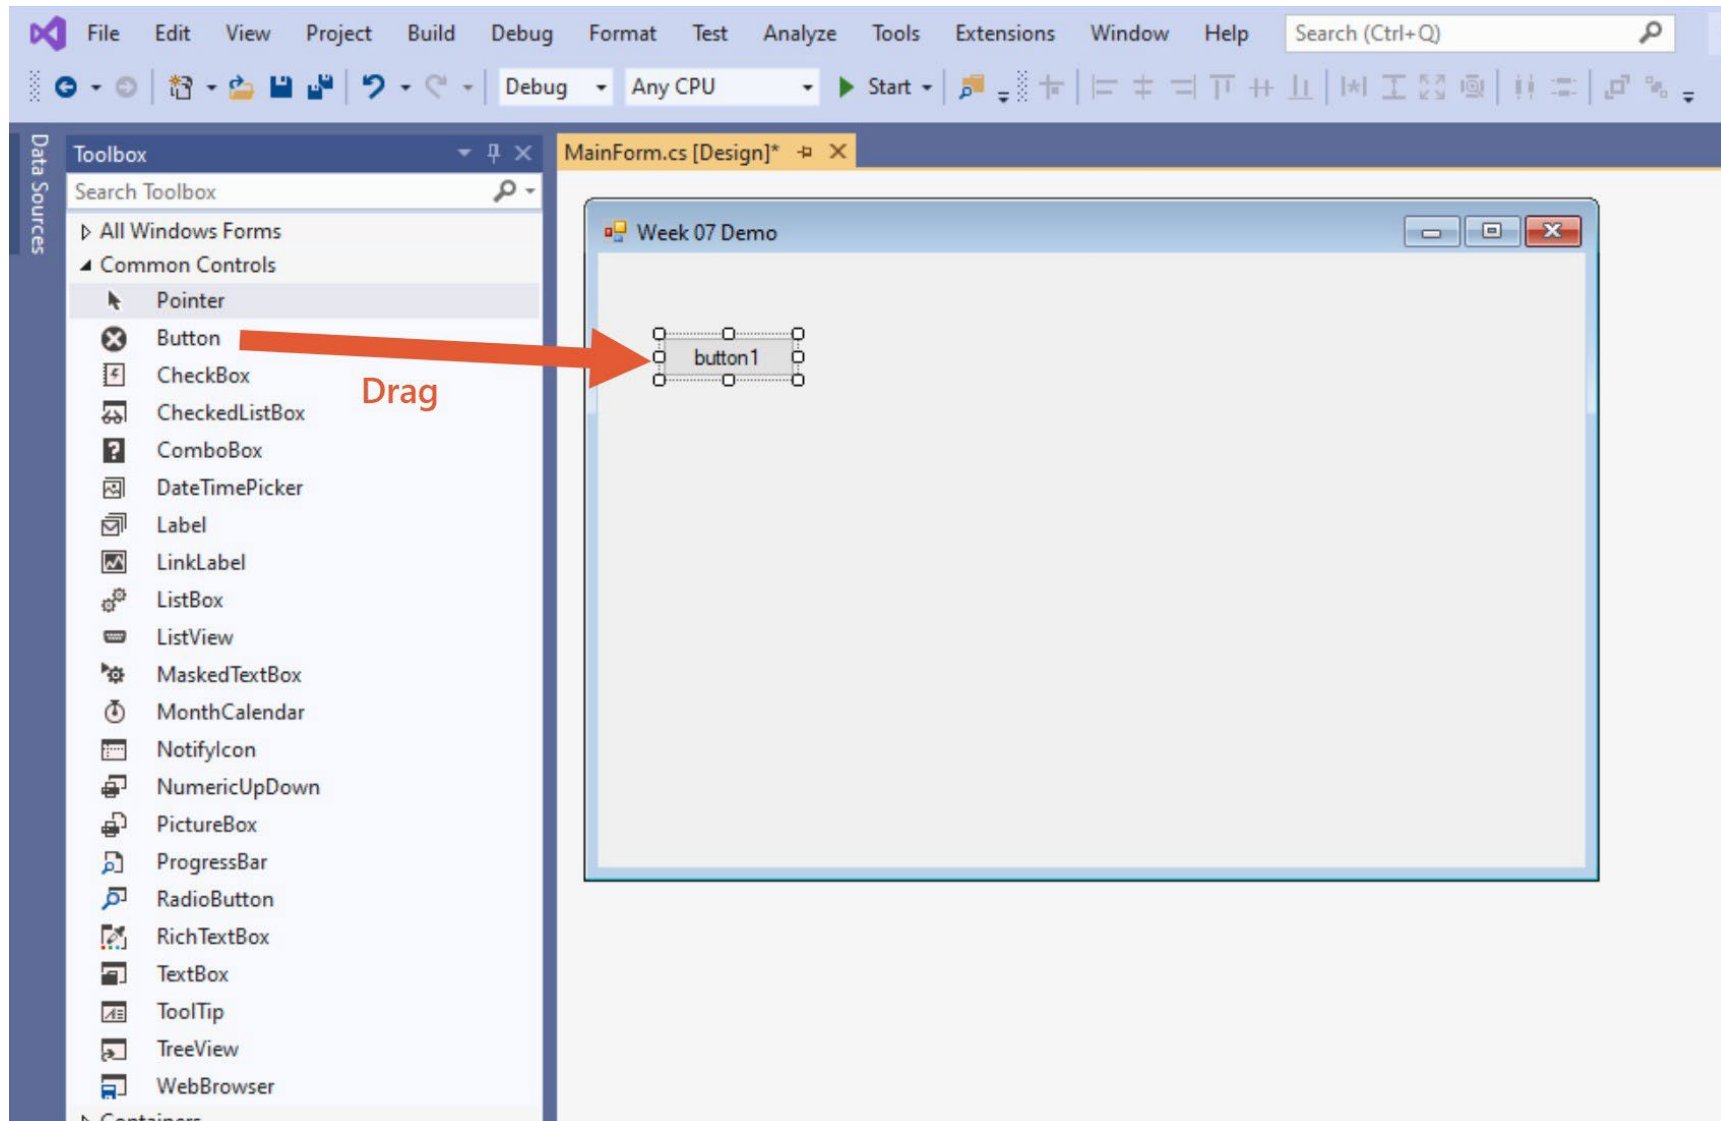 File Edit View Project Build Debug Format Test Analyze Tools Extensions Window Help Search (Ctrl+Q)
Debug Any CPU Start
Data Sources
Toolbox
MainForm.cs [Design]*
Search Toolbox
All Windows Forms
Week 07 Demo
Common Controls
Pointer
Button
button1
CheckBox
Drag
CheckedListBox
ComboBox
DateTimePicker
Label
LinkLabel
ListBox
ListView
MaskedTextBox
MonthCalendar
NotifyIcon
NumericUpDown
PictureBox
ProgressBar
RadioButton
RichTextBox
TextBox
ToolTip
TreeView
WebBrowser
Containers